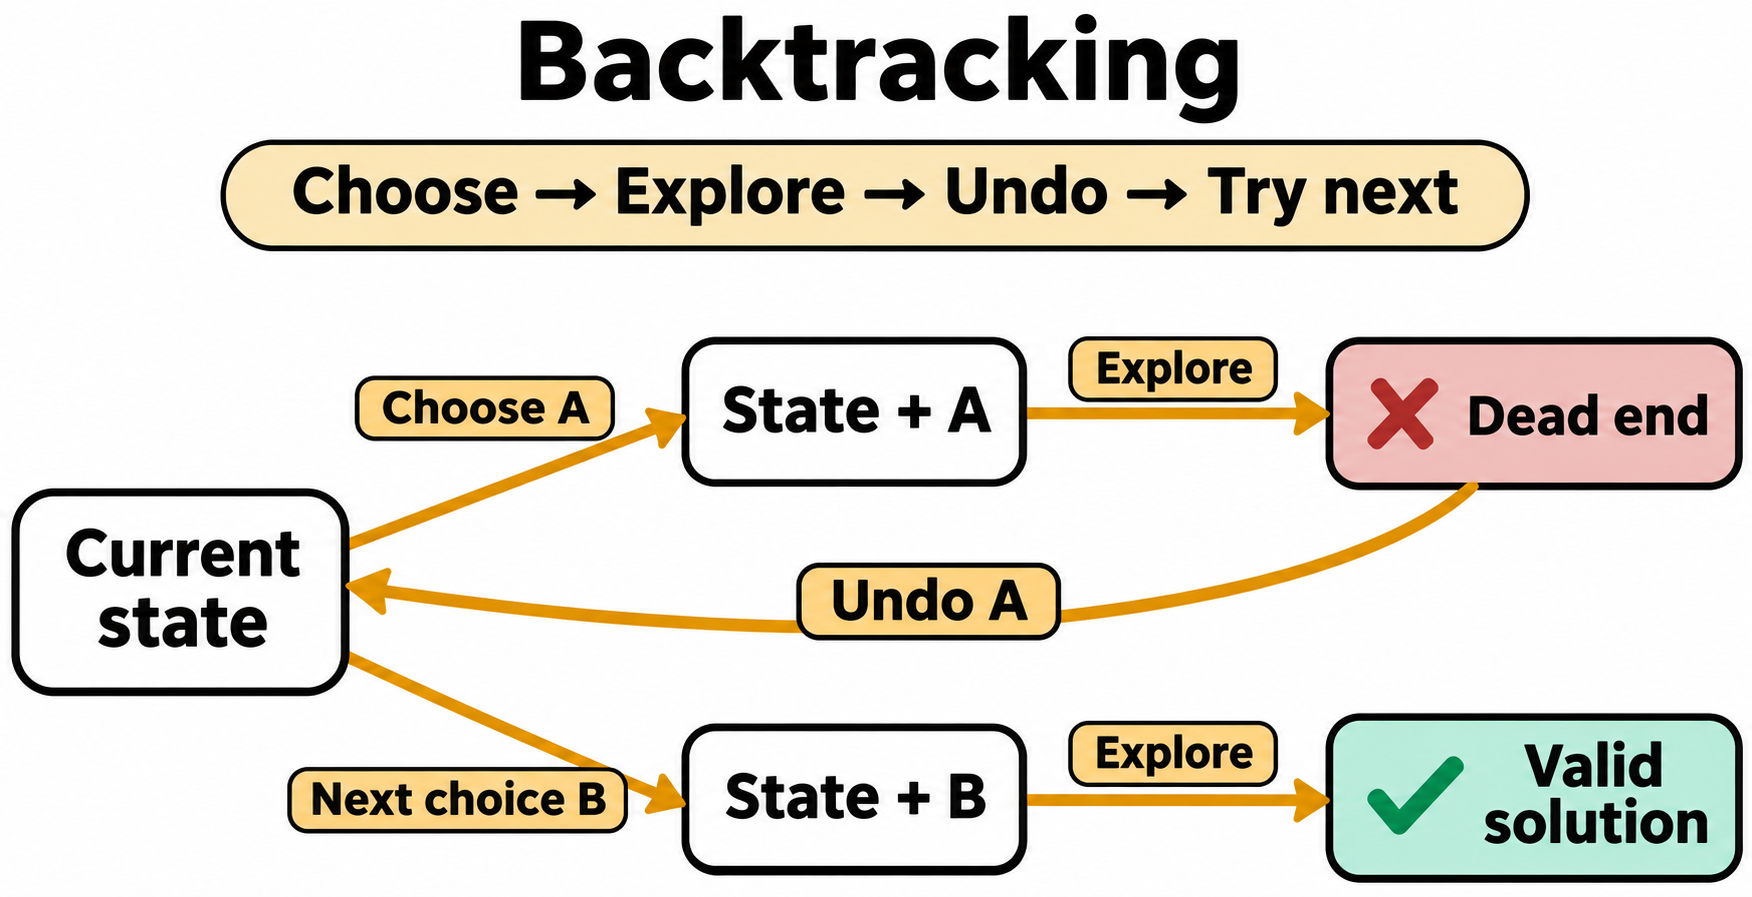 Backtracking
Choose → Explore → Undo → Try next
Choose A
State + A
Explore
Dead end
Current
state
Undo A
Next choice B
State + B
Explore
Valid
solution